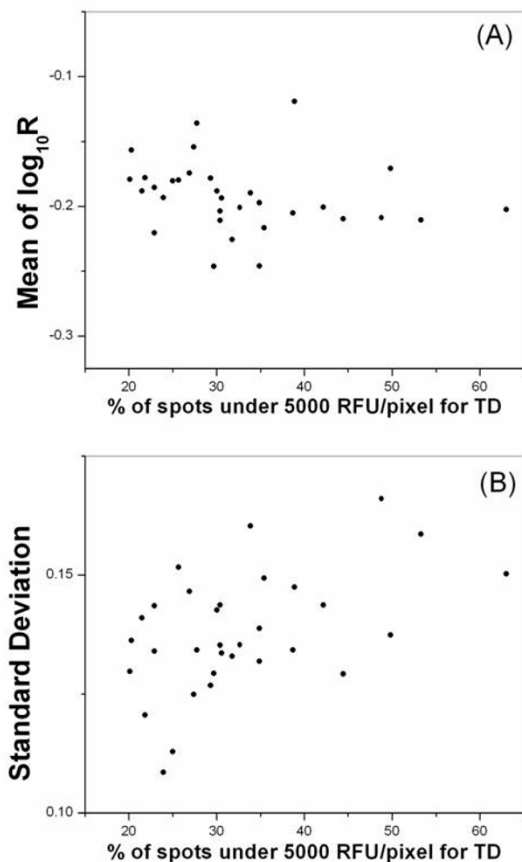 (A)
Mean of log10R
-0.1
-0.2
-0.3
20 30 40 50 60
% of spots under 5000 RFU/pixel for TD
(B)
Standard Deviation
0.15
0.10
20 30 40 50 60
% of spots under 5000 RFU/pixel for TD